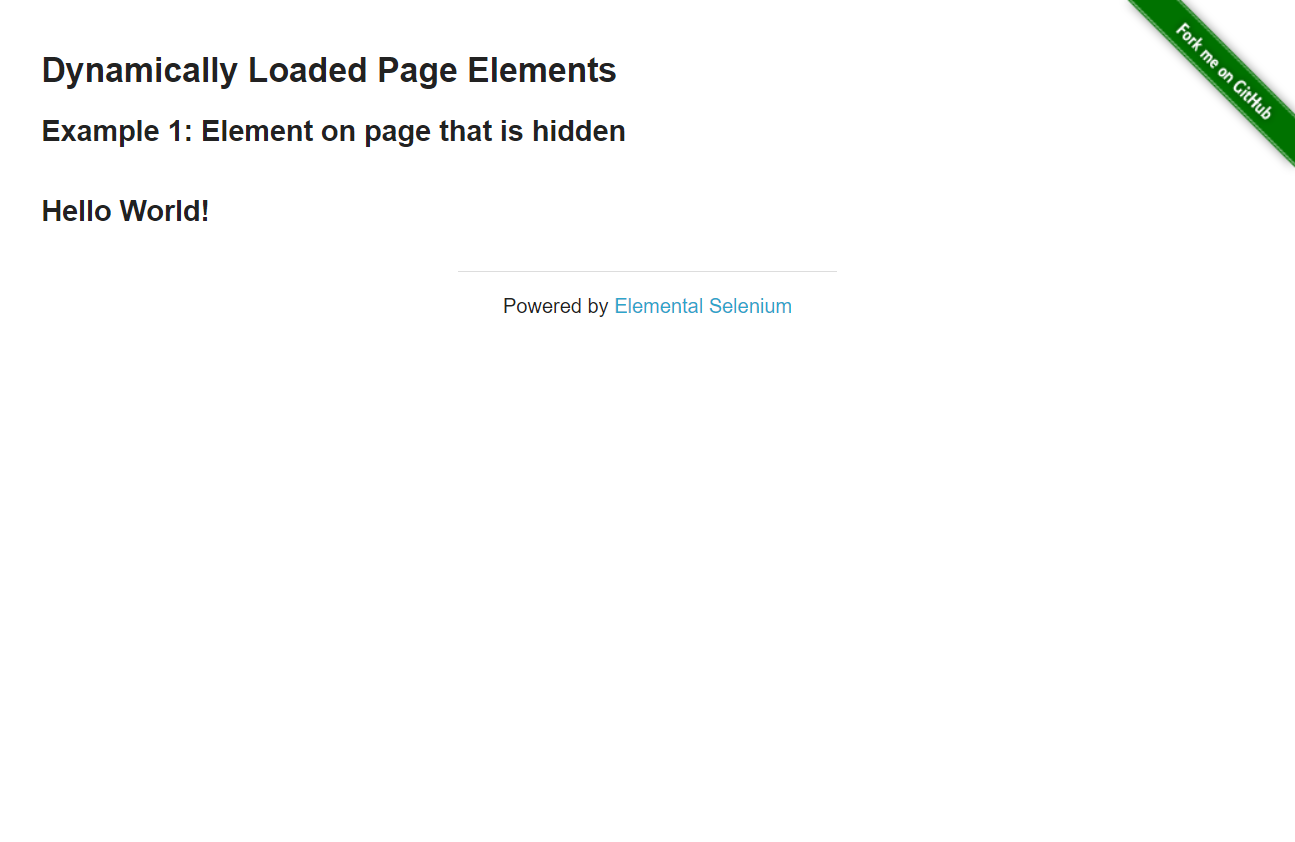 Fork me on GitHub
Dynamically Loaded Page Elements
Example 1: Element on page that is hidden
Hello World!
Powered by Elemental Selenium